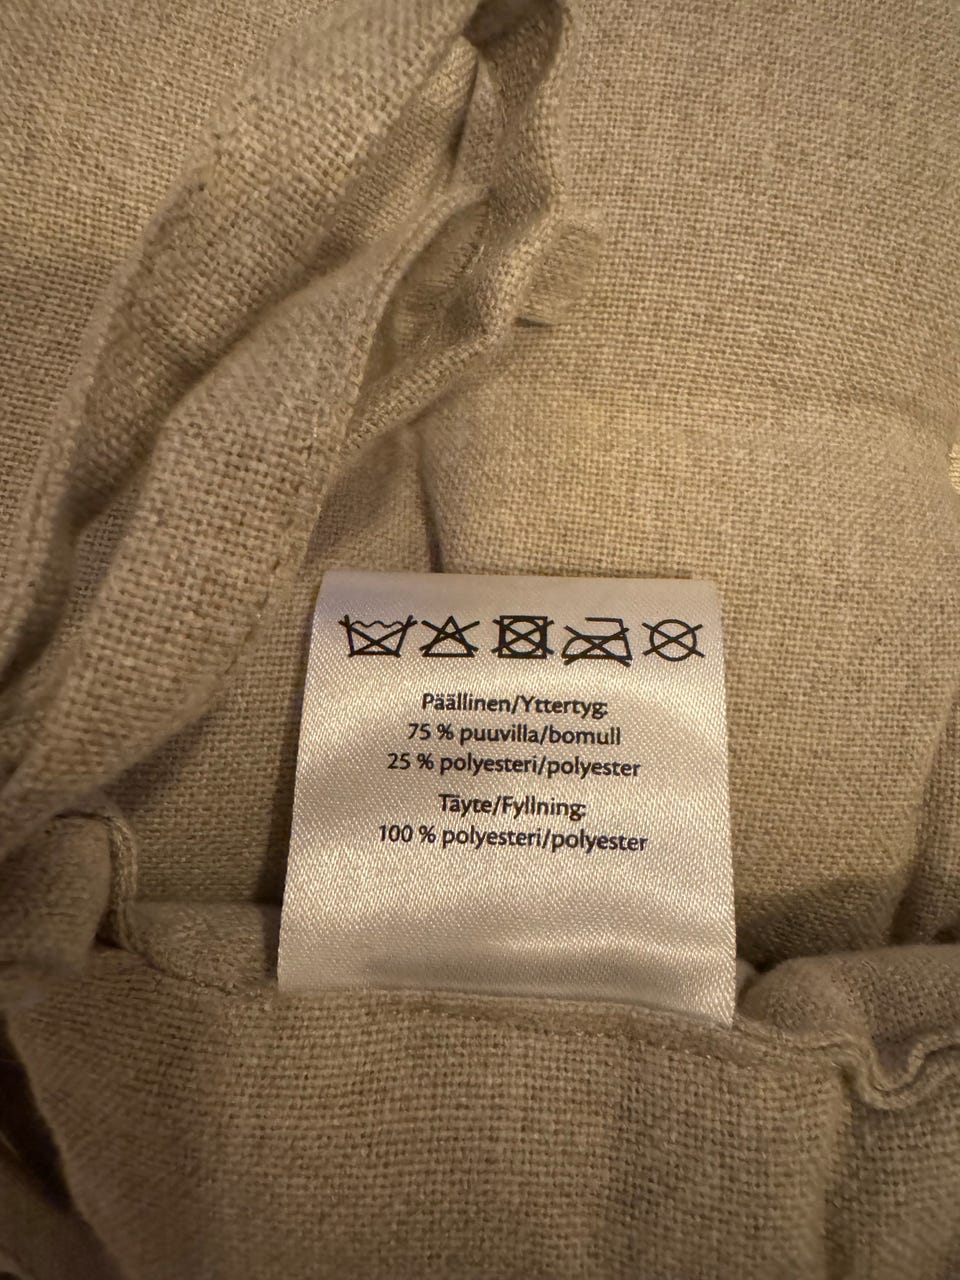 Päällinen/Yttertyg:
75 % puuvilla/bomull
25 % polyesteri/polyester
Täyte/Fyllning:
100 % polyesteri/polyester